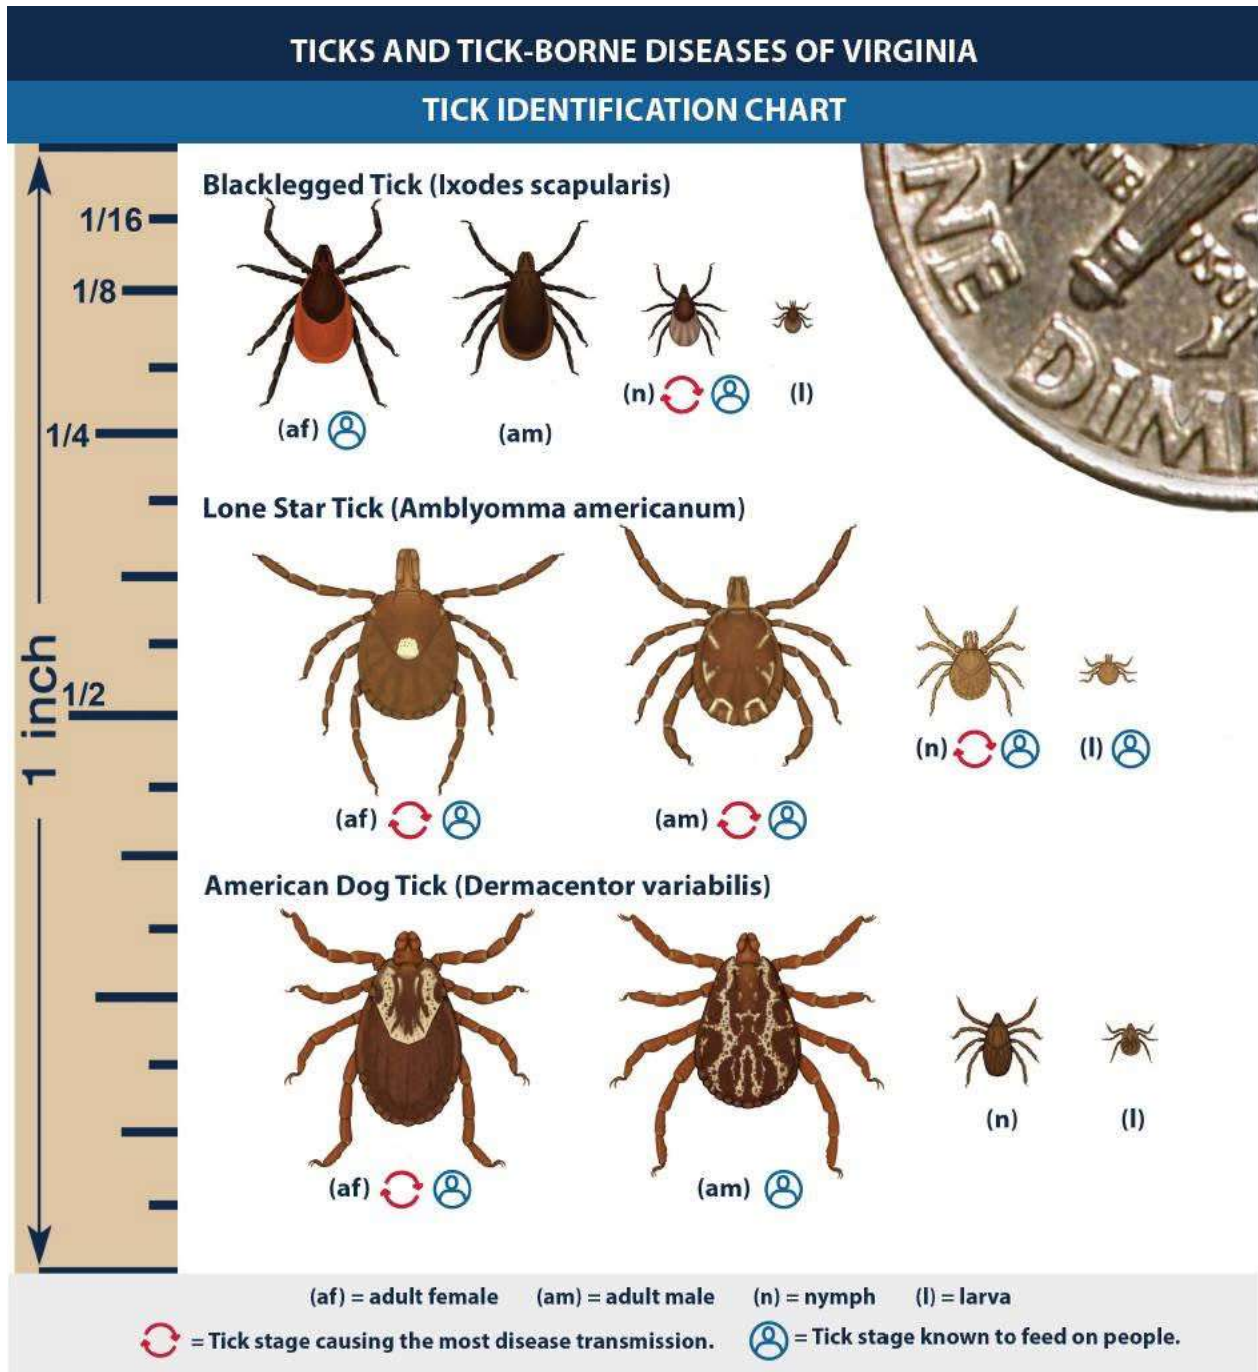 TICKS AND TICK-BORNE DISEASES OF VIRGINIA
TICK IDENTIFICATION CHART
1/16
1/8
1/4
1/2
1 inch
Blacklegged Tick (Ixodes scapularis)
(af)
(am)
(n)
(l)
ONE DIM
Lone Star Tick (Amblyomma americanum)
(af)
(am)
(n)
(l)
American Dog Tick (Dermacentor variabilis)
(af)
(am)
(n)
(l)
(af) = adult female (am) = adult male (n) = nymph (l) = larva
= Tick stage causing the most disease transmission.
= Tick stage known to feed on people.